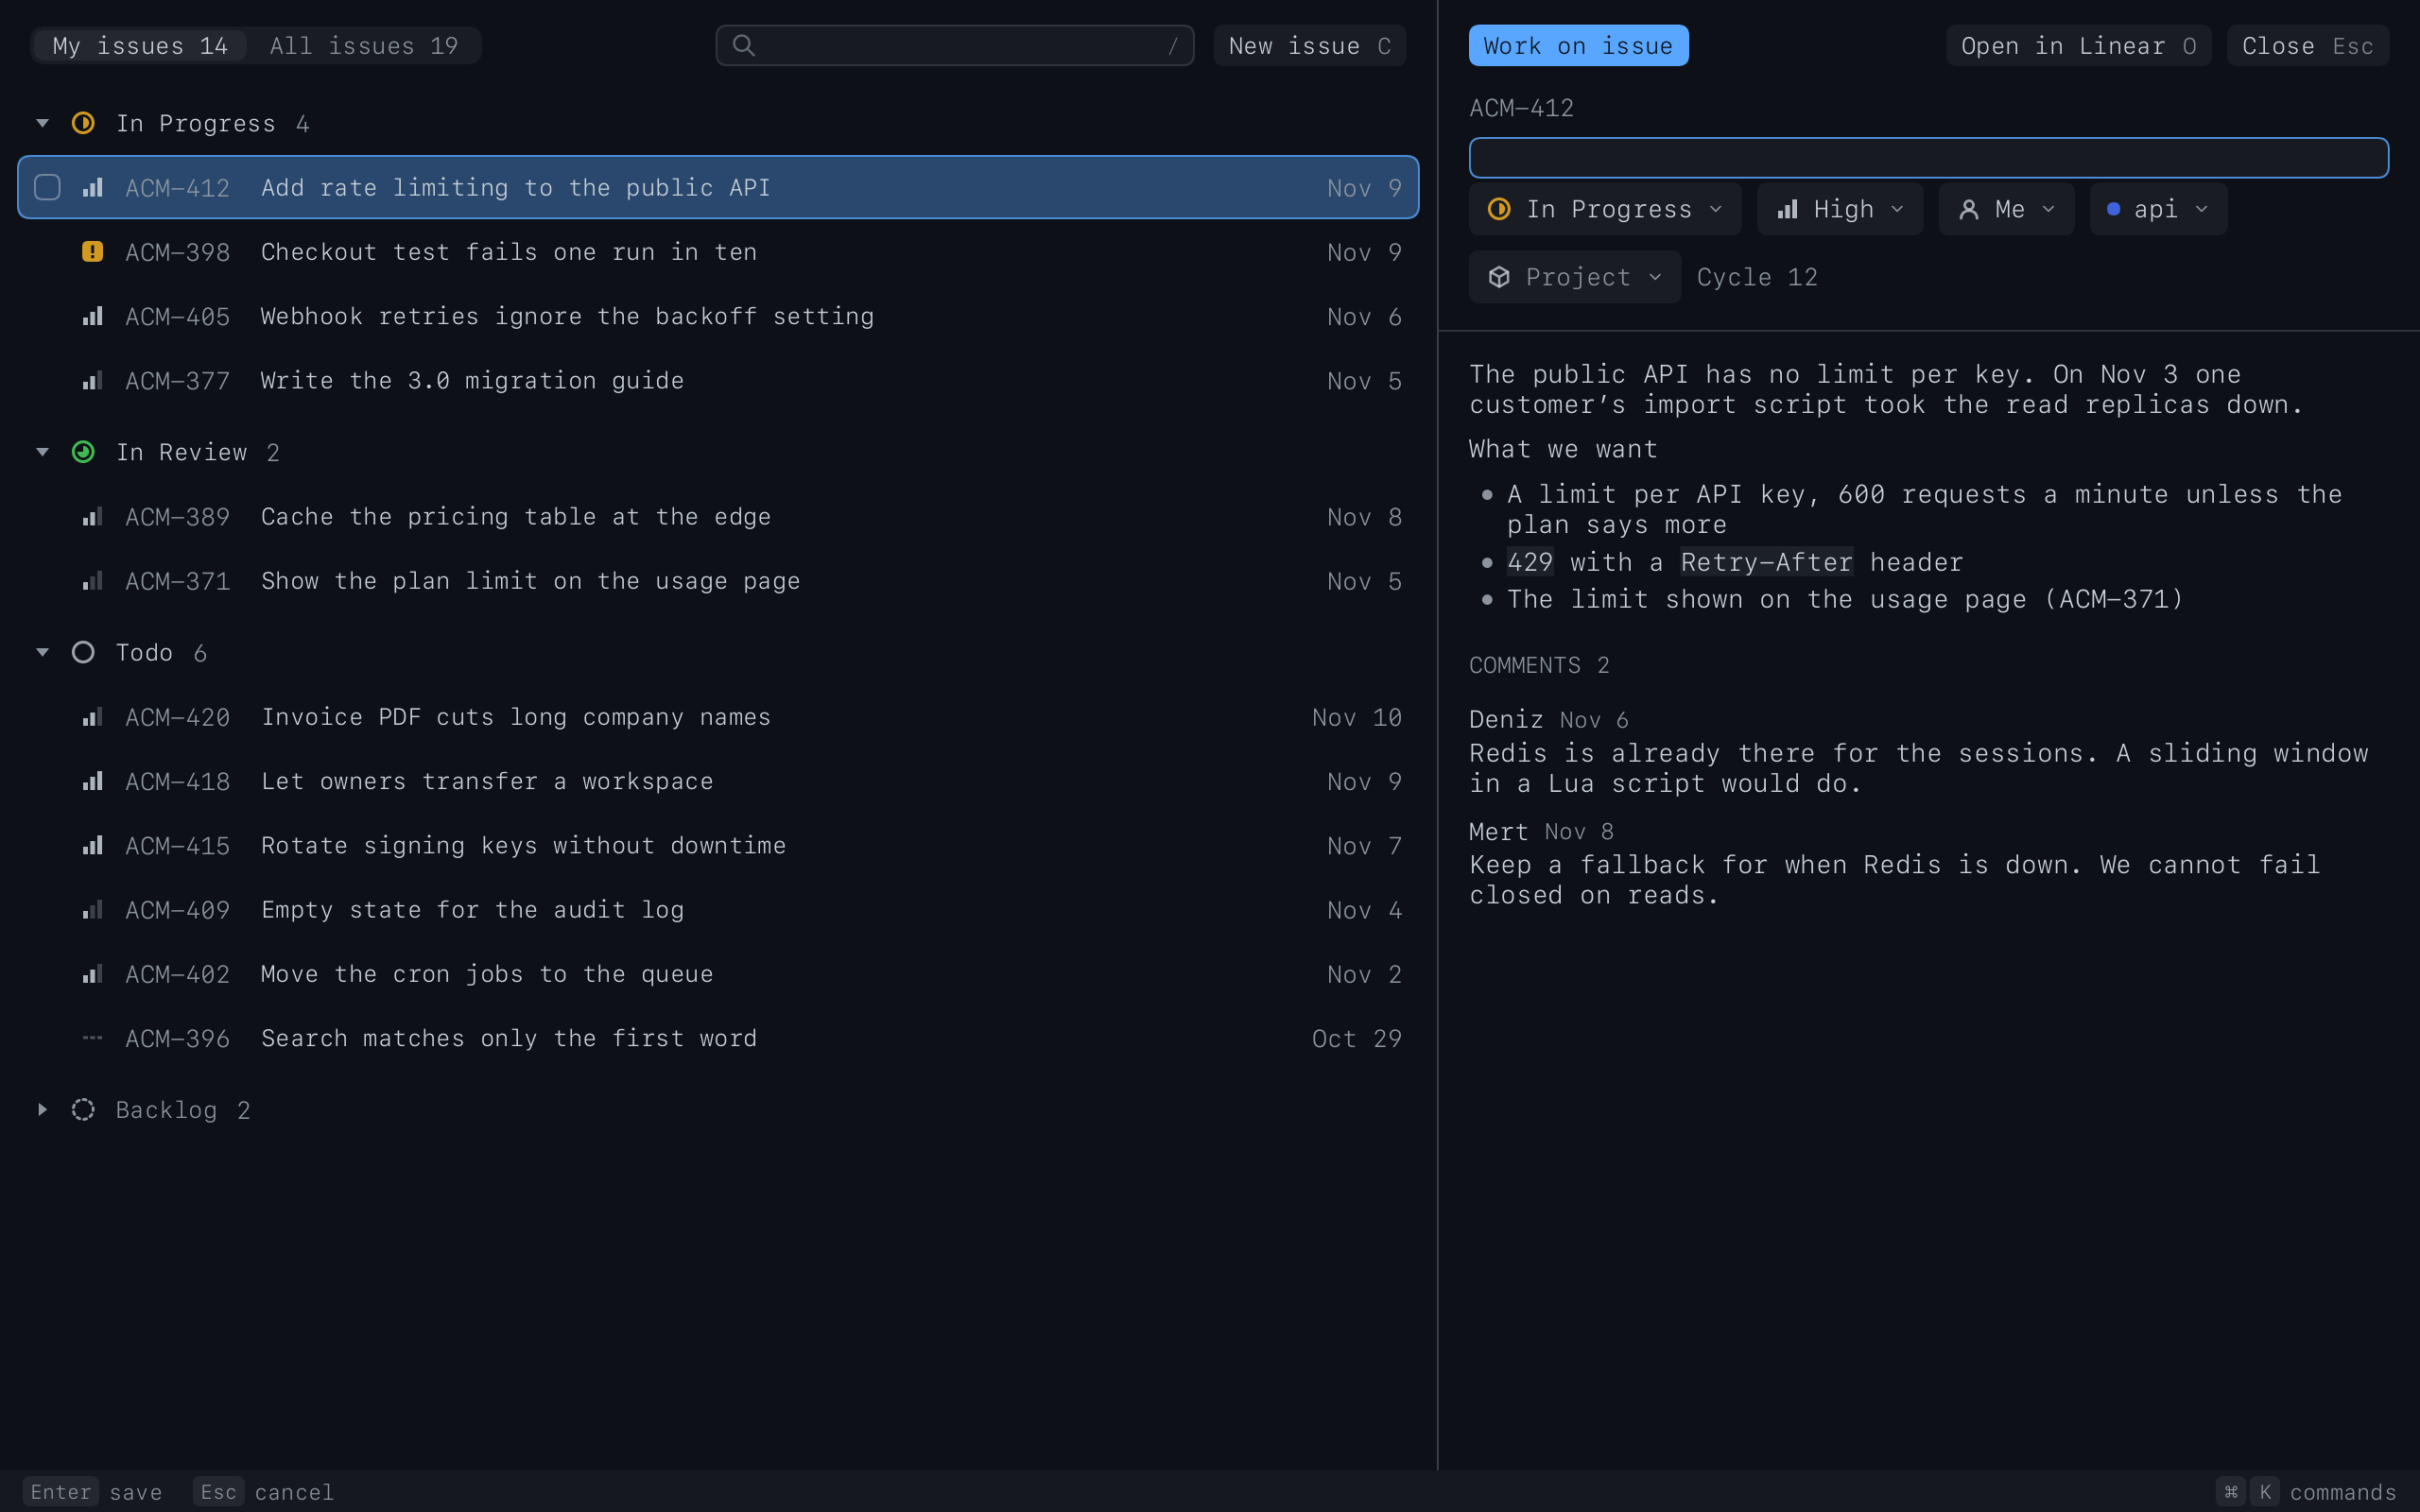 My issues 14 All issues 19 / New issue C
In Progress 4
ACM-412 Add rate limiting to the public API Nov 9
ACM-398 Checkout test fails one run in ten Nov 9
ACM-405 Webhook retries ignore the backoff setting Nov 6
ACM-377 Write the 3.0 migration guide Nov 5
In Review 2
ACM-389 Cache the pricing table at the edge Nov 8
ACM-371 Show the plan limit on the usage page Nov 5
Todo 6
ACM-420 Invoice PDF cuts long company names Nov 10
ACM-418 Let owners transfer a workspace Nov 9
ACM-415 Rotate signing keys without downtime Nov 7
ACM-409 Empty state for the audit log Nov 4
ACM-402 Move the cron jobs to the queue Nov 2
ACM-396 Search matches only the first word Oct 29
Backlog 2
Work on issue Open in Linear O Close Esc
ACM-412
In Progress High Me api
Project Cycle 12
The public API has no limit per key. On Nov 3 one
customer’s import script took the read replicas down.
What we want
• A limit per API key, 600 requests a minute unless the
plan says more
• 429 with a Retry-After header
• The limit shown on the usage page (ACM-371)
COMMENTS 2
Deniz Nov 6
Redis is already there for the sessions. A sliding window
in a Lua script would do.
Mert Nov 8
Keep a fallback for when Redis is down. We cannot fail
closed on reads.
Enter save Esc cancel ⌘ K commands